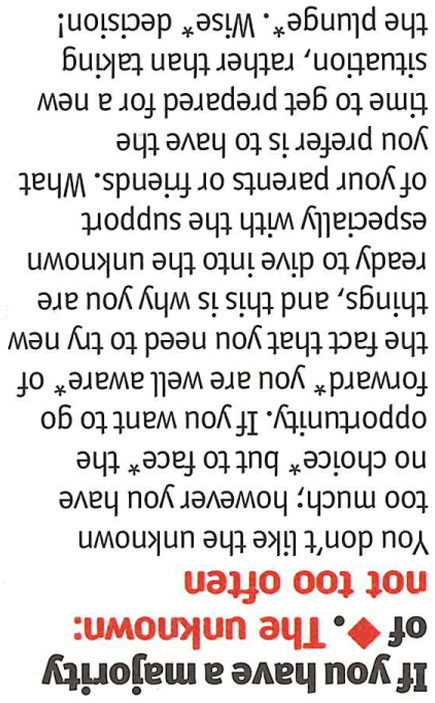 If you have a majority
of ♦. The unknown:
not too often
You don't like the unknown
too much; however you have
no choice* but to face* the
opportunity. If you want to go
forward* you are well aware* of
the fact that you need to try new
things, and this is why you are
ready to dive into the unknown
especially with the support
of your parents or friends. What
you prefer is to have the
time to get prepared for a new
situation, rather than taking
the plunge*. Wise* decision!